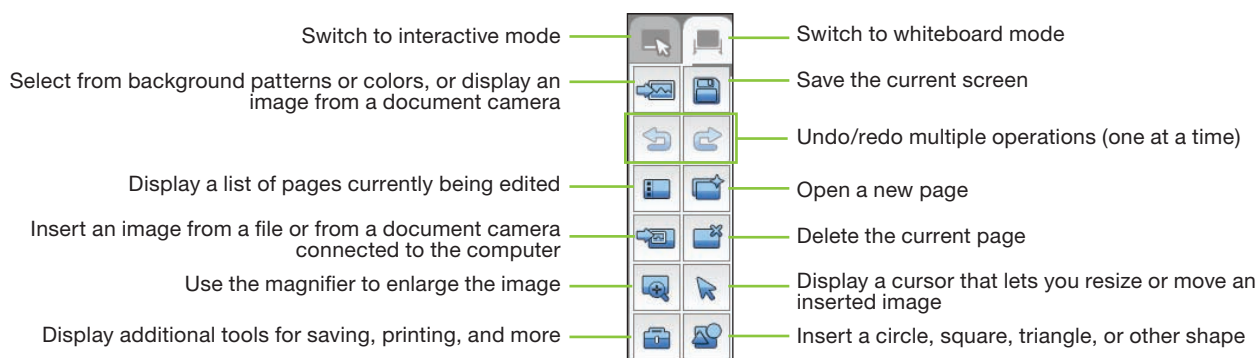 Switch to interactive mode
Switch to whiteboard mode
Select from background patterns or colors, or display an
image from a document camera
Save the current screen
Undo/redo multiple operations (one at a time)
Display a list of pages currently being edited
Open a new page
Insert an image from a file or from a document camera
connected to the computer
Delete the current page
Use the magnifier to enlarge the image
Display a cursor that lets you resize or move an
inserted image
Display additional tools for saving, printing, and more
Insert a circle, square, triangle, or other shape